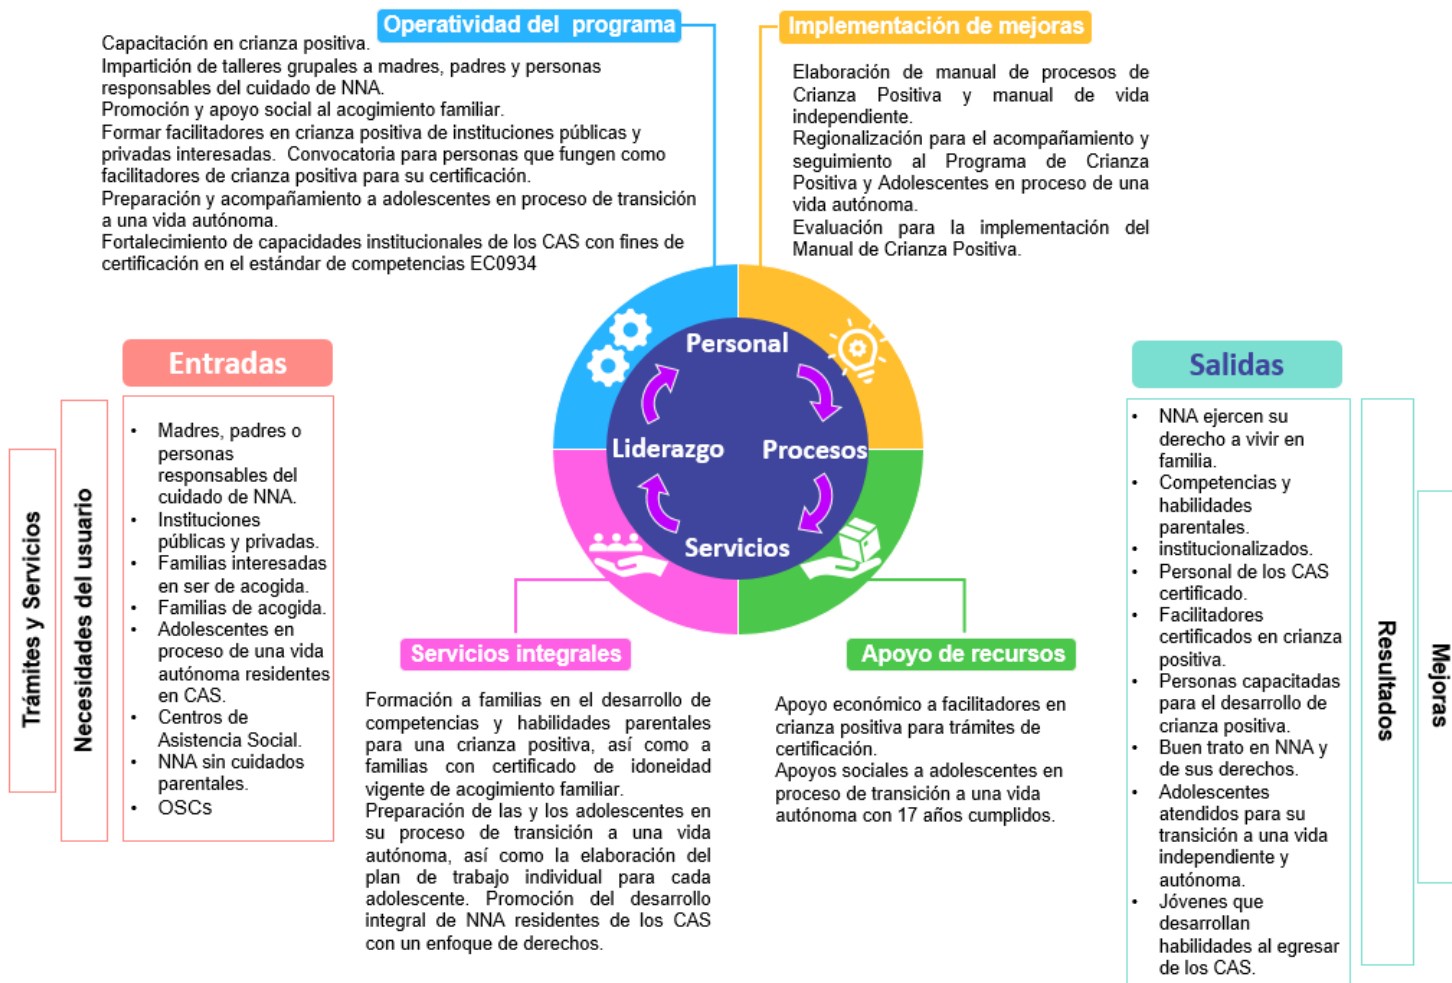 Operatividad del programa
Capacitación en crianza positiva.
Impartición de talleres grupales a madres, padres y personas
responsables del cuidado de NNA.
Promoción y apoyo social al acogimiento familiar.
Formar facilitadores en crianza positiva de instituciones públicas y
privadas interesadas. Convocatoria para personas que fungen como
facilitadores de crianza positiva para su certificación.
Preparación y acompañamiento a adolescentes en proceso de transición
a una vida autónoma.
Fortalecimiento de capacidades institucionales de los CAS con fines de
certificación en el estándar de competencias EC0934
Implementación de mejoras
Elaboración de manual de procesos de
Crianza Positiva y manual de vida
independiente.
Regionalización para el acompañamiento y
seguimiento al Programa de Crianza
Positiva y Adolescentes en proceso de una
vida autónoma.
Evaluación para la implementación del
Manual de Crianza Positiva.
Trámites y Servicios
Necesidades del usuario
Entradas
• Madres, padres o
personas
responsables del
cuidado de NNA.
• Instituciones
públicas y privadas.
• Familias interesadas
en ser de acogida.
• Familias de acogida.
• Adolescentes en
proceso de una vida
autónoma residentes
en CAS.
• Centros de
Asistencia Social.
• NNA sin cuidados
parentales.
• OSCs
Personal
Liderazgo
Procesos
Servicios
Servicios integrales
Formación a familias en el desarrollo de
competencias y habilidades parentales
para una crianza positiva, así como a
familias con certificado de idoneidad
vigente de acogimiento familiar.
Preparación de las y los adolescentes en
su proceso de transición a una vida
autónoma, así como la elaboración del
plan de trabajo individual para cada
adolescente. Promoción del desarrollo
integral de NNA residentes de los CAS
con un enfoque de derechos.
Apoyo de recursos
Apoyo económico a facilitadores en
crianza positiva para trámites de
certificación.
Apoyos sociales a adolescentes en
proceso de transición a una vida
autónoma con 17 años cumplidos.
Salidas
• NNA ejercen su
derecho a vivir en
familia.
• Competencias y
habilidades
parentales.
• institucionalizados.
• Personal de los CAS
certificado.
• Facilitadores
certificados en crianza
positiva.
• Personas capacitadas
para el desarrollo de
crianza positiva.
• Buen trato en NNA y
de sus derechos.
• Adolescentes
atendidos para su
transición a una vida
independiente y
autónoma.
• Jóvenes que
desarrollan
habilidades al egresar
de los CAS.
Resultados
Mejoras